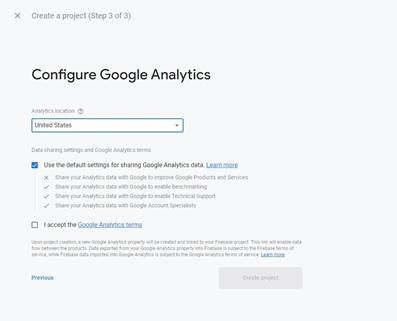 Create a project (Step 3 of 3)
Configure Google Analytics
Analytics location
United States
Data sharing settings and Google Analytics terms
Use the default settings for sharing Google Analytics data. Learn more
Share your Analytics data with Google to improve Google Products and Services
Share your Analytics data with Google to enable Benchmarking
Share your Analytics data with Google to enable Technical Support
Share your Analytics data with Google Account Specialists
I accept the Google Analytics terms
Upon project creation, a new Google Analytics property will be created and linked to your Firebase project. This link will enable data
flow between the products. Data exported from your Google Analytics property into Firebase is subject to the Firebase terms of
service, while Firebase data imported into Google Analytics is subject to the Google Analytics terms of service. Learn more
Previous
Create project